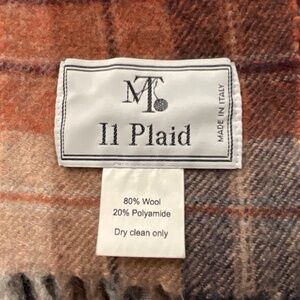 MT
Il Plaid
MADE IN ITALY
80% Wool
20% Polyamide
Dry clean only